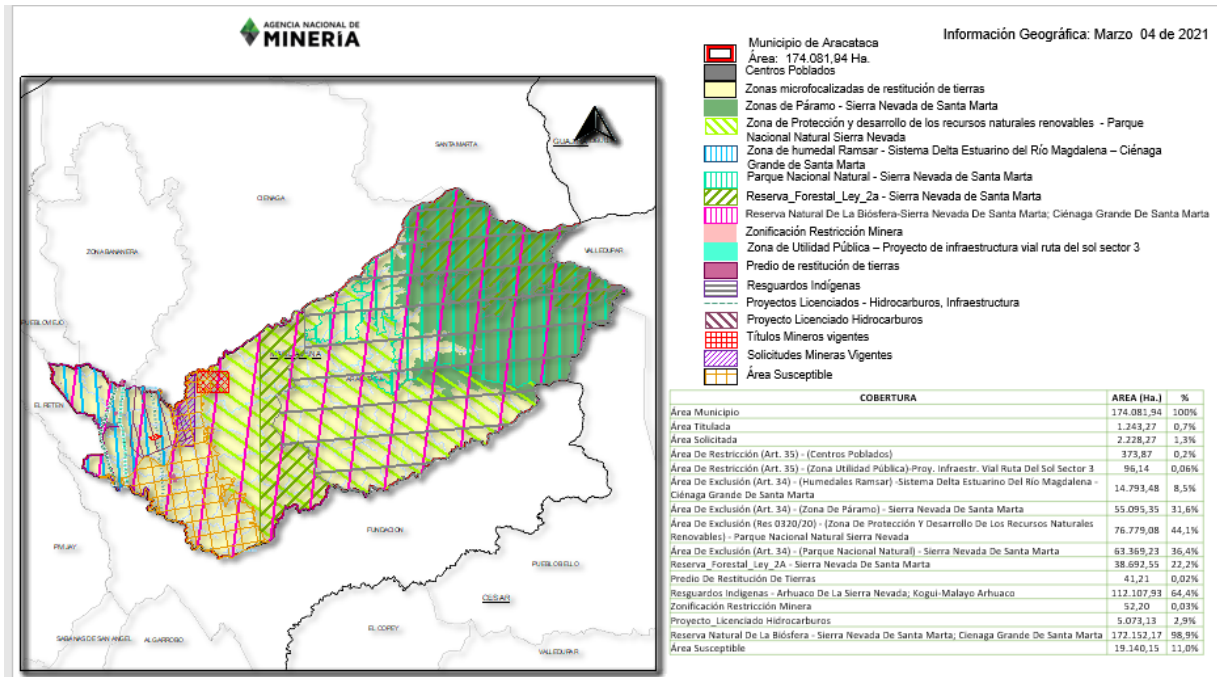 AGENCIA NACIONAL DE
MINERÍA
Información Geográfica: Marzo 04 de 2021
Municipio de Aracataca
Área: 174.081,94 Ha.
Centros Poblados
Zonas microfocalizadas de restitución de tierras
Zonas de Páramo - Sierra Nevada de Santa Marta
Zona de Protección y desarrollo de los recursos naturales renovables - Parque
Nacional Natural Sierra Nevada
Zona de humedal Ramsar - Sistema Delta Estuarino del Río Magdalena – Ciénaga
Grande de Santa Marta
Parque Nacional Natural - Sierra Nevada de Santa Marta
Reserva_Forestal_Ley_2a - Sierra Nevada de Santa Marta
Reserva Natural De La Biósfera-Sierra Nevada De Santa Marta; Ciénaga Grande De Santa Marta
Zonificación Restricción Minera
Zona de Utilidad Pública – Proyecto de infraestructura vial ruta del sol sector 3
Predio de restitución de tierras
Resguardos Indígenas
Proyectos Licenciados - Hidrocarburos, Infraestructura
Proyecto Licenciado Hidrocarburos
Títulos Mineros vigentes
Solicitudes Mineras Vigentes
Área Susceptible
SANTA MARTA
CIENAGA
ZONA BANANERA
VALLEDUPAR
PUEBLOVIEJO
EL RETEN
FUNDACION
PIVIJAY
PUEBLO BELLO
CESAR
EL COPEY
SABANAS DE SAN ANGEL
ALGARROBO
VALLEDUPAR
COBERTURA AREA (Ha.) %
Área Municipio 174.081,94 100%
Área Titulada 1.243,27 0,7%
Área Solicitada 2.228,27 1,3%
Área De Restricción (Art. 35) - (Centros Poblados) 373,87 0,2%
Área De Restricción (Art. 35) - (Zona Utilidad Pública)-Proy. Infraestr. Vial Ruta Del Sol Sector 3 96,14 0,06%
Área De Exclusión (Art. 34) - (Humedales Ramsar) -Sistema Delta Estuarino Del Río Magdalena -
Ciénaga Grande De Santa Marta 14.793,48 8,5%
Área De Exclusión (Art. 34) - (Zona De Páramo) - Sierra Nevada De Santa Marta 55.095,35 31,6%
Área De Exclusión (Res 0320/20) - (Zona De Protección Y Desarrollo De Los Recursos Naturales
Renovables) - Parque Nacional Natural Sierra Nevada 76.779,08 44,1%
Área De Exclusión (Art. 34) - (Parque Nacional Natural) - Sierra Nevada De Santa Marta 63.369,23 36,4%
Reserva_Forestal_Ley_2A - Sierra Nevada De Santa Marta 38.692,55 22,2%
Predio De Restitución De Tierras 41,21 0,02%
Resguardos Indigenas - Arhuaco De La Sierra Nevada; Kogui-Malayo Arhuaco 112.107,93 64,4%
Zonificación Restricción Minera 52,20 0,03%
Proyecto_Licenciado Hidrocarburos 5.073,13 2,9%
Reserva Natural De La Biósfera - Sierra Nevada De Santa Marta; Cienaga Grande De Santa Marta 172.152,17 98,9%
Área Susceptible 19.140,15 11,0%